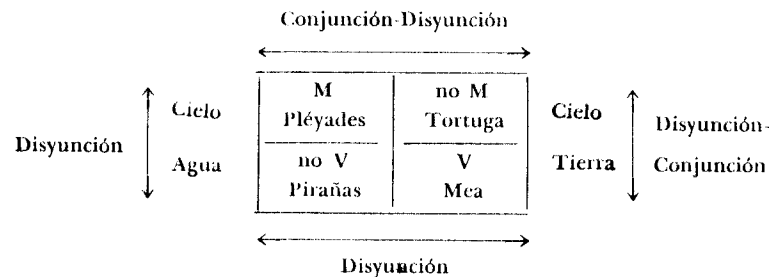 Conjunción-Disyunción
M no M
Cielo Pléyades Tortuga Cielo
Disyunción Disyunción-
Agua no V V Tierra Conjunción
Pirañas Mea
Disyunción